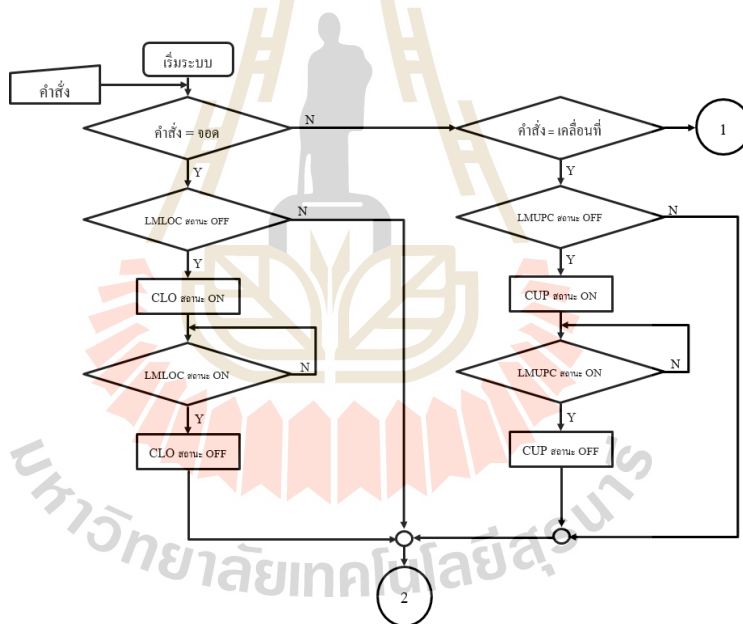 เริ่มระบบ
คำสั่ง
คำสั่ง = จอด
N
คำสั่ง = เคลื่อนที่
1
Y
Y
LMLOC สถานะ OFF
N
LMUPC สถานะ OFF
N
Y
Y
CLO สถานะ ON
CUP สถานะ ON
LMLOC สถานะ ON
N
LMUPC สถานะ ON
N
Y
Y
CLO สถานะ OFF
CUP สถานะ OFF
2
มหาวิทยาลัยเทคโนโลยีสุรนารี